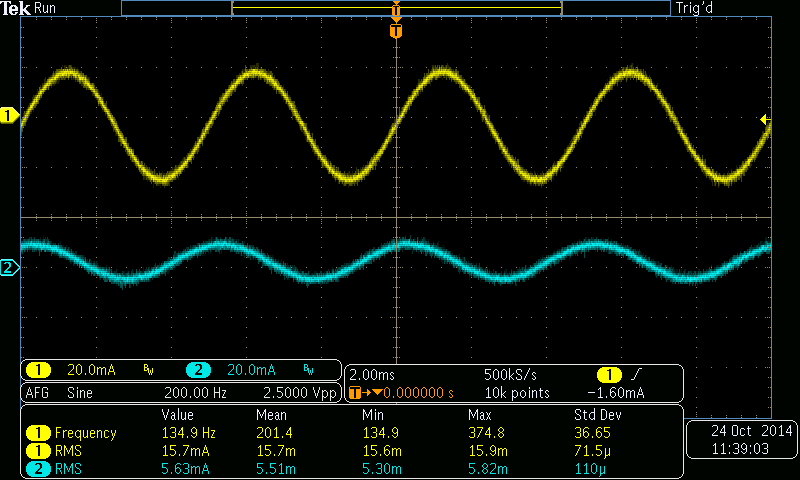 Tek Run Trig'd
T
T
1
2
1 20.0mA BW 2 20.0mA BW
AFG Sine 200.00 Hz 2.5000 Vpp
2.00ms 500kS/s 1
T→▼0.000000 s 10k points −1.60mA
Value Mean Min Max Std Dev
1 Frequency 134.9 Hz 201.4 134.9 374.8 36.65
1 RMS 15.7mA 15.7m 15.6m 15.9m 71.5µ
2 RMS 5.63mA 5.51m 5.30m 5.82m 110µ
24 Oct 2014
11:39:03